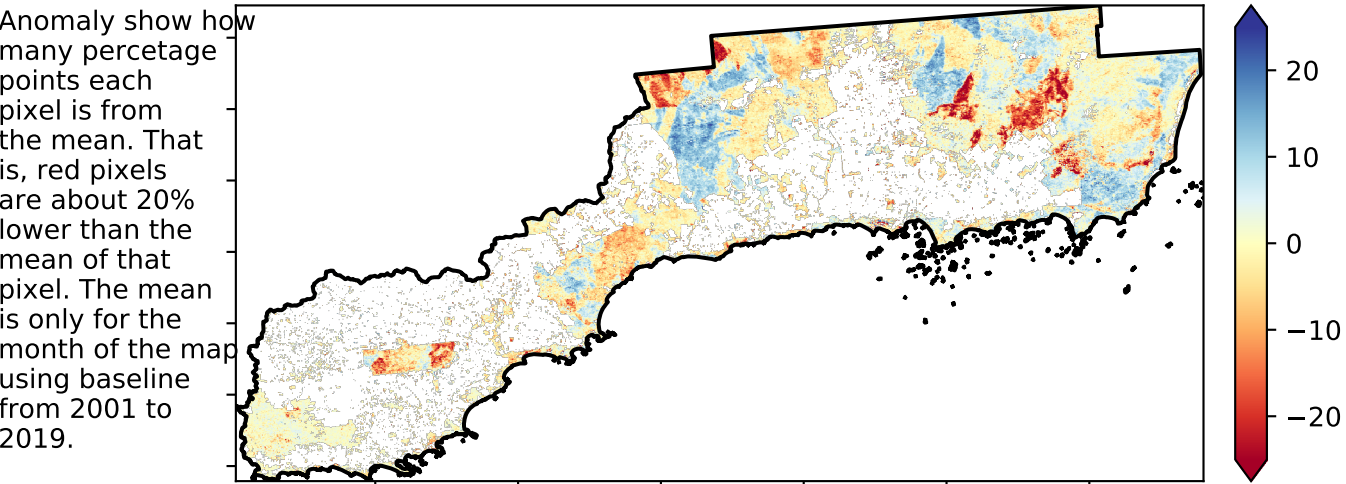 Anomaly show how
many percetage
points each
pixel is from
the mean. That
is, red pixels
are about 20%
lower than the
mean of that
pixel. The mean
is only for the
month of the map
using baseline
from 2001 to
2019.
20
10
0
−10
−20